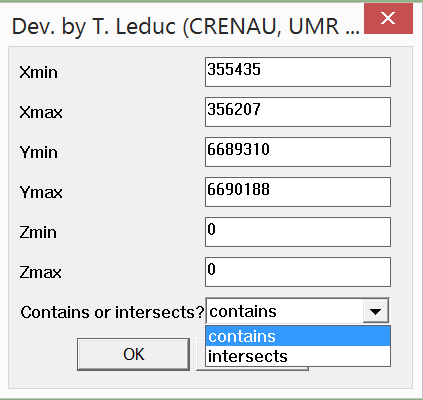 Dev. by T. Leduc (CRENAU, UMR ...
Xmin 355435
Xmax 356207
Ymin 6689310
Ymax 6690188
Zmin 0
Zmax 0
Contains or intersects? contains
contains
intersects
OK